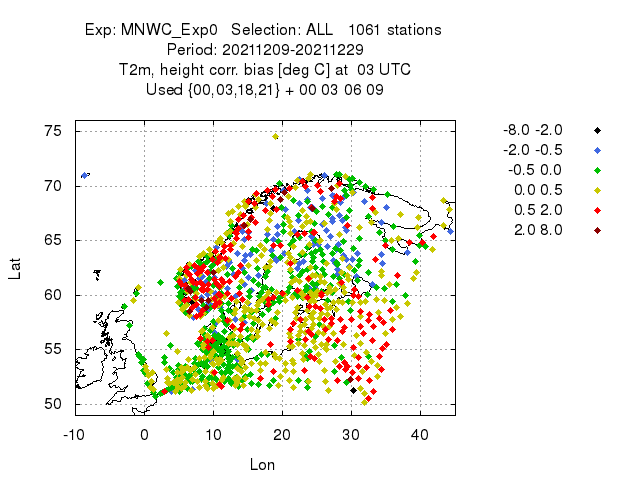 Exp: MNWC_Exp0 Selection: ALL 1061 stations
Period: 20211209-20211229
T2m, height corr. bias [deg C] at 03 UTC
Used {00,03,18,21} + 00 03 06 09
75
70
65
60
55
50
Lat
-10 0 10 20 30 40
Lon
-8.0 -2.0
-2.0 -0.5
-0.5 0.0
0.0 0.5
0.5 2.0
2.0 8.0